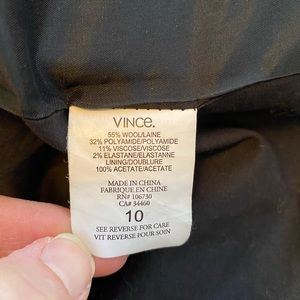 VINCE.
55% WOOL/LAINE
32% POLYAMIDE/POLYAMIDE
11% VISCOSE/VISCOSE
2% ELASTANE/ELASTANNE
LINING/DOUBLURE
100% ACETATE/ACETATE
MADE IN CHINA
FABRIQUE EN CHINE
RN# 106730
CA# 34460
10
SEE REVERSE FOR CARE
VIT REVERSE POUR SOIN